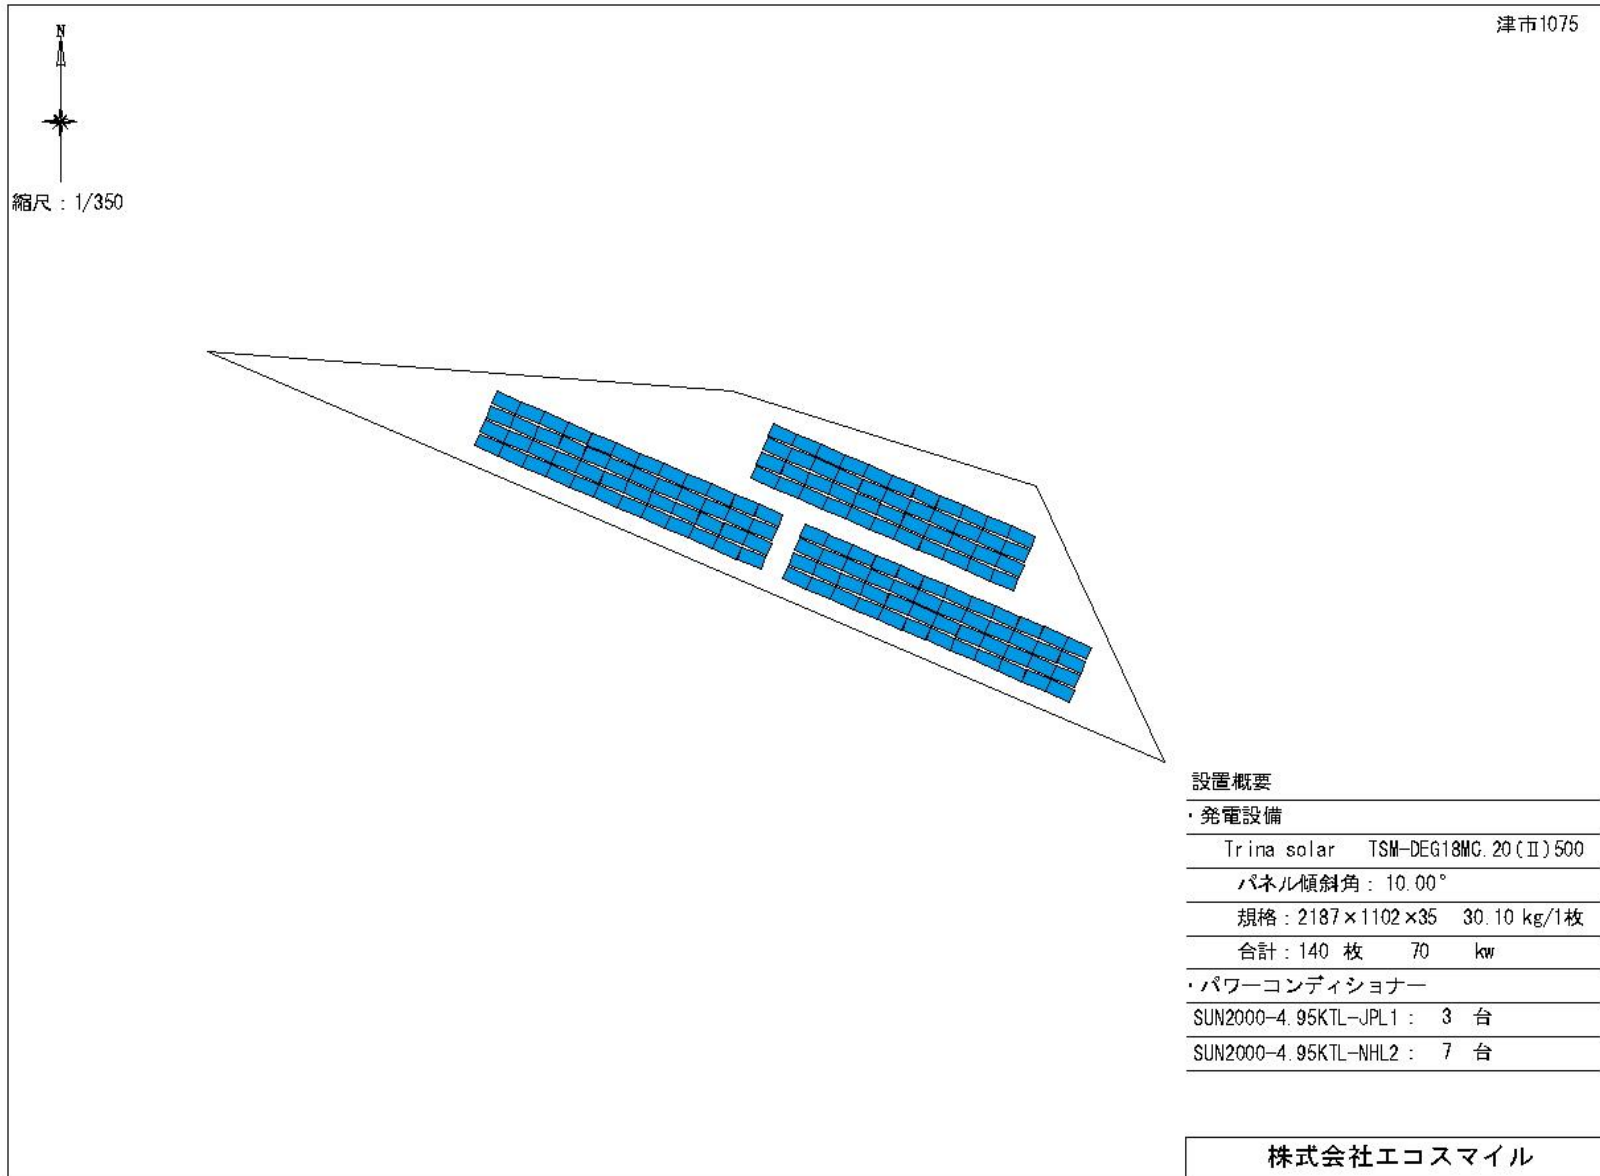 津市1075
N
縮尺：1/350
設置概要
・発電設備
Trina solar TSM-DEG18MC.20(Ⅱ)500
パネル傾斜角：10.00°
規格：2187×1102×35 30.10 kg/1枚
合計：140 枚 70 kw
・パワーコンディショナー
SUN2000-4.95KTL-JPL1： 3 台
SUN2000-4.95KTL-NHL2： 7 台
株式会社エコスマイル